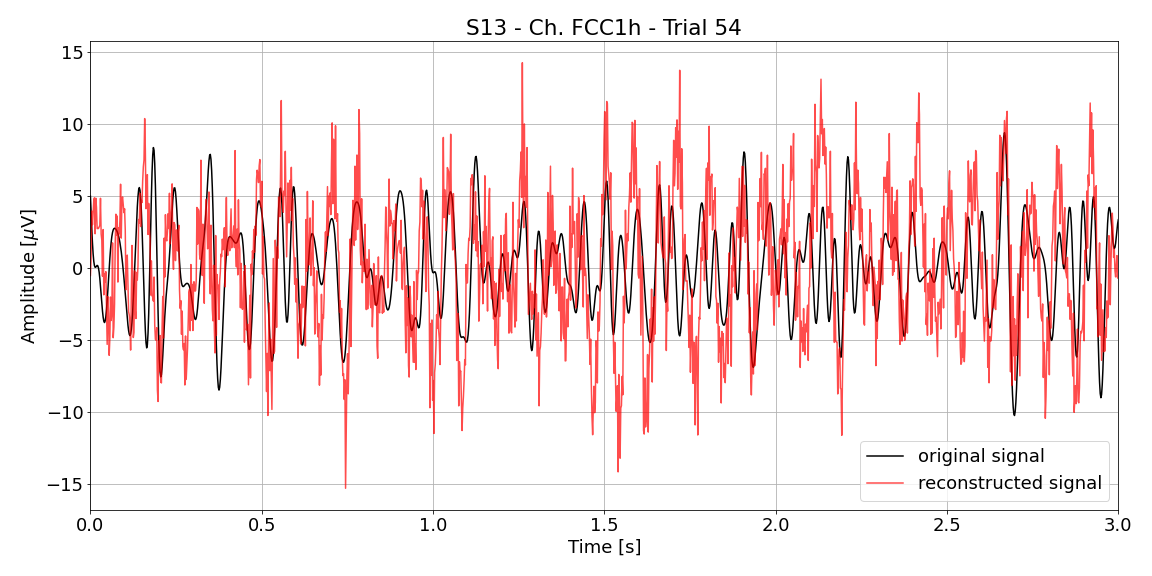 S13 - Ch. FCC1h - Trial 54
Amplitude [μV]
15
10
5
0
−5
−10
−15
0.0 0.5 1.0 1.5 2.0 2.5 3.0
Time [s]
original signal
reconstructed signal